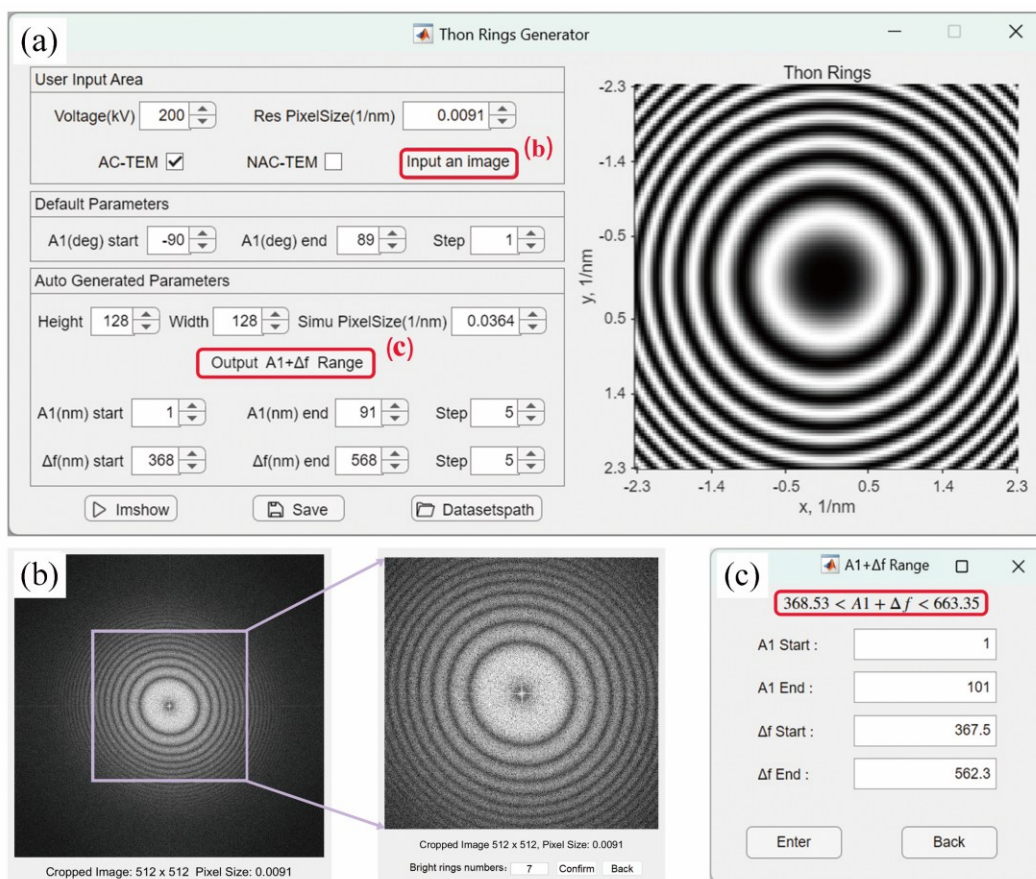 (a)
Thon Rings Generator
User Input Area
Voltage(kV) 200 Res PixelSize(1/nm) 0.0091
AC-TEM NAC-TEM Input an image (b)
Default Parameters
A1(deg) start -90 A1(deg) end 89 Step 1
Auto Generated Parameters
Height 128 Width 128 Simu PixelSize(1/nm) 0.0364
Output A1+Δf Range (c)
A1(nm) start 1 A1(nm) end 91 Step 5
Δf(nm) start 368 Δf(nm) end 568 Step 5
Imshow Save Datasetspath
Thon Rings
-2.3
-1.4
-0.5
0.5
1.4
2.3
y, 1/nm
-2.3 -1.4 -0.5 0.5 1.4 2.3
x, 1/nm
(b)
Cropped Image: 512 x 512 Pixel Size: 0.0091
Cropped Image 512 x 512, Pixel Size: 0.0091
Bright rings numbers: 7 Confirm Back
(c)
A1+Δf Range
368.53 < A1 + Δf < 663.35
A1 Start : 1
A1 End : 101
Δf Start : 367.5
Δf End : 562.3
Enter Back